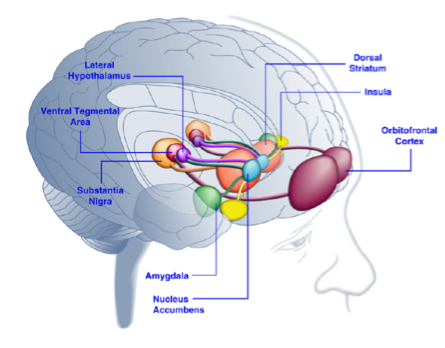 Lateral
Hypothalamus
Ventral Tegmental
Area
Substantia
Nigra
Amygdala
Nucleus
Accumbens
Dorsal
Striatum
Insula
Orbitofrontal
Cortex